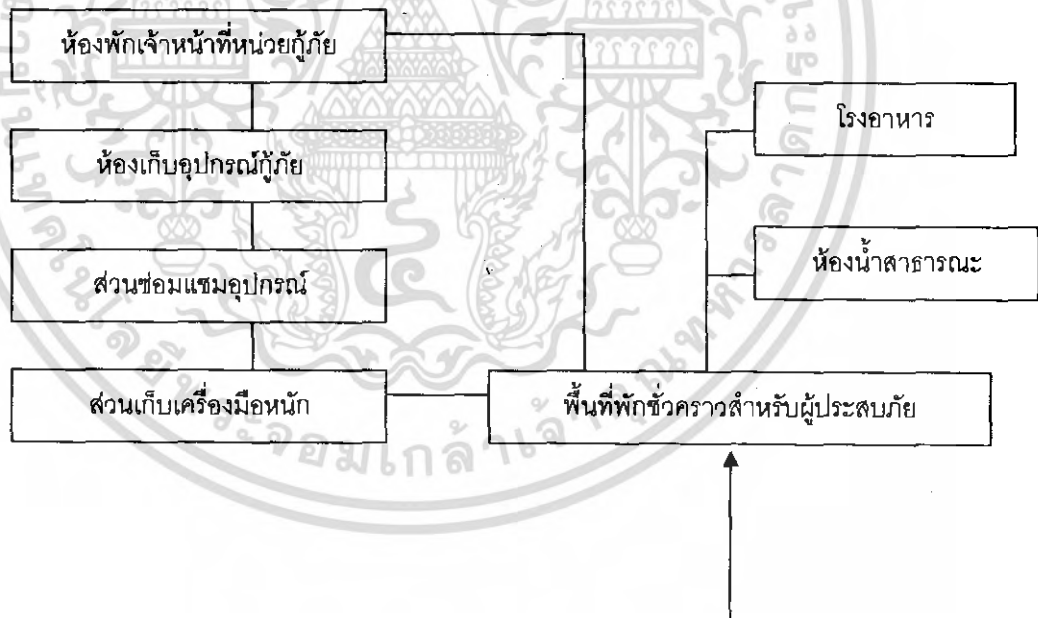 ห้องพักเจ้าหน้าที่หน่วยกู้ภัย
โรงอาหาร
ห้องเก็บอุปกรณ์กู้ภัย
ห้องน้ำสาธารณะ
ส่วนซ่อมแซมอุปกรณ์
ส่วนเก็บเครื่องมือหนัก
พื้นที่พักชั่วคราวสำหรับผู้ประสบภัย